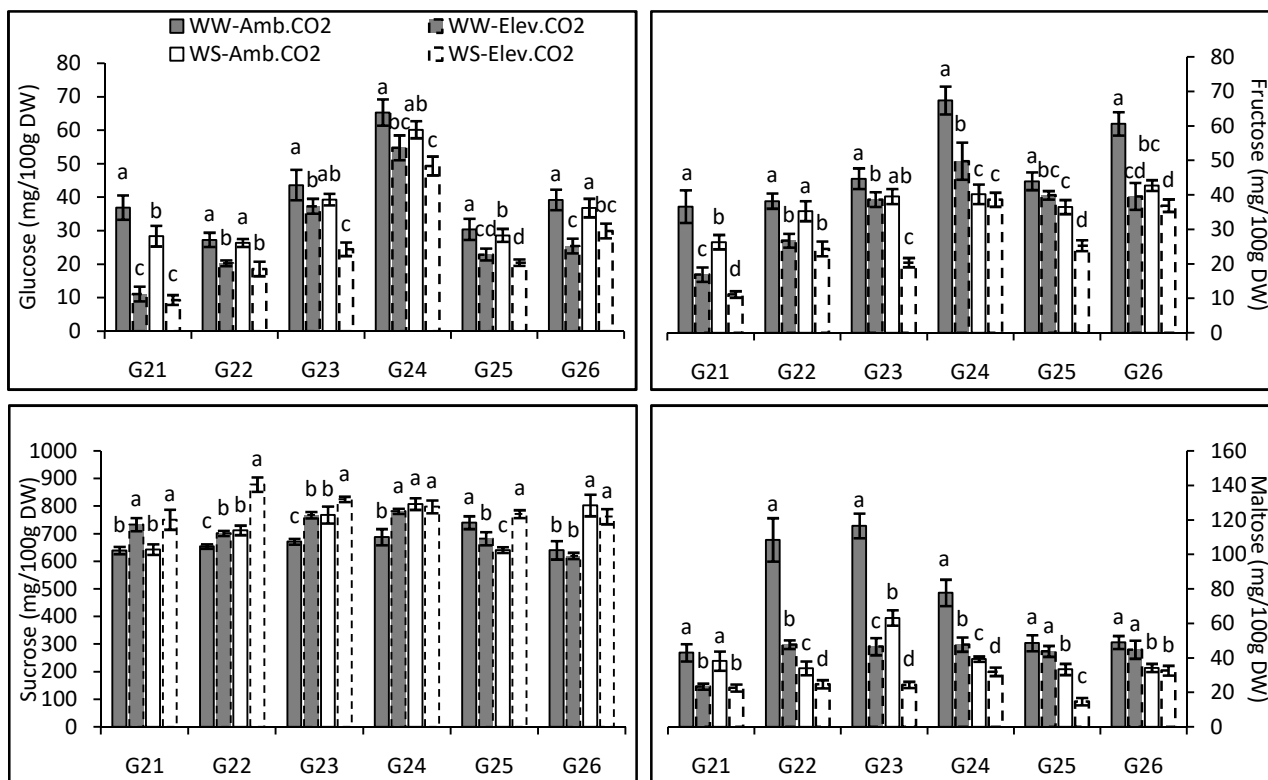 WW-Amb.CO2 WW-Elev.CO2
WS-Amb.CO2 WS-Elev.CO2
Glucose (mg/100g DW)
80
70
60
50
40
30
20
10
0
a c b c
a b a b
a b ab c
a bc ab c
a cd b d
a c a bc
G21 G22 G23 G24 G25 G26
Fructose (mg/100g DW)
80
70
60
50
40
30
20
10
0
a c b d
a b a b
a b ab c
a b c c
a bc c d
a cd bc d
G21 G22 G23 G24 G25 G26
Sucrose (mg/100g DW)
1000
900
800
700
600
500
400
300
200
100
0
b a b a
c b b a
c b b a
b a a a
a b c a
b b a a
G21 G22 G23 G24 G25 G26
Maltose (mg/100g DW)
160
140
120
100
80
60
40
20
0
a b a b
a b c d
a c b d
a b c d
a a b c
a a b b
G21 G22 G23 G24 G25 G26